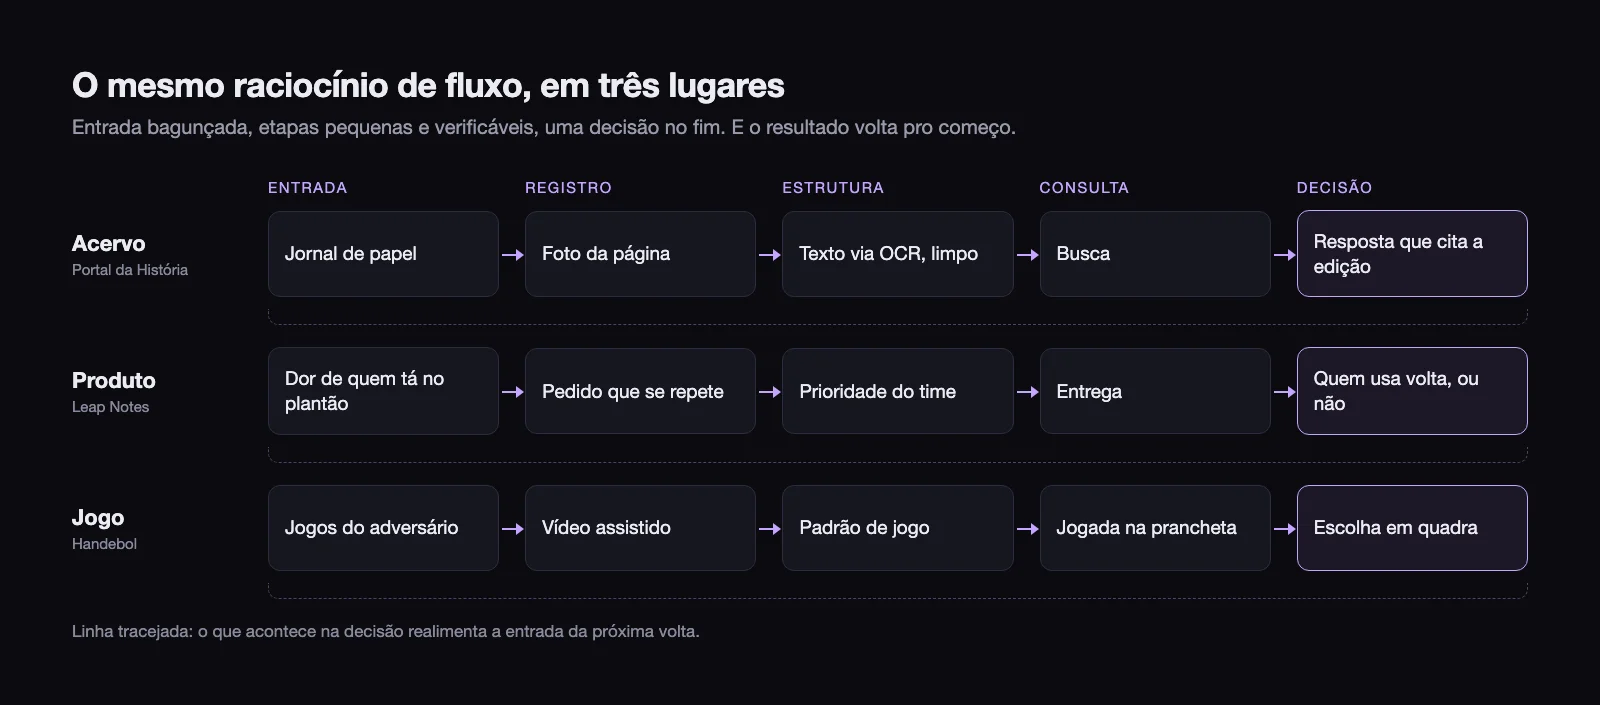 O mesmo raciocínio de fluxo, em três lugares
Entrada bagunçada, etapas pequenas e verificáveis, uma decisão no fim. E o resultado volta pro começo.
ENTRADA
REGISTRO
ESTRUTURA
CONSULTA
DECISÃO
Acervo
Portal da História
Jornal de papel
Foto da página
Texto via OCR, limpo
Busca
Resposta que cita a
edição
Produto
Leap Notes
Dor de quem tá no
plantão
Pedido que se repete
Prioridade do time
Entrega
Quem usa volta, ou
não
Jogo
Handebol
Jogos do adversário
Vídeo assistido
Padrão de jogo
Jogada na prancheta
Escolha em quadra
Linha tracejada: o que acontece na decisão realimenta a entrada da próxima volta.